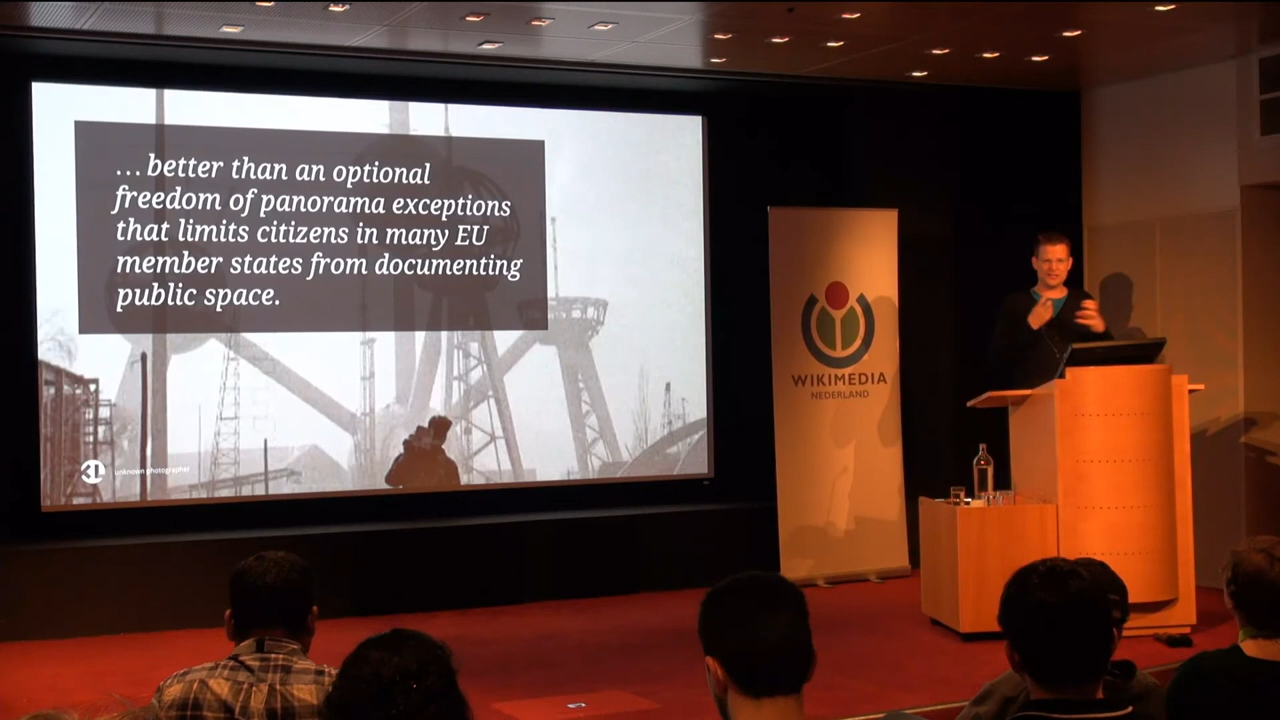 …better than an optional
freedom of panorama exceptions
that limits citizens in many EU
member states from documenting
public space.
unknown photographer
WIKIMEDIA
NEDERLAND